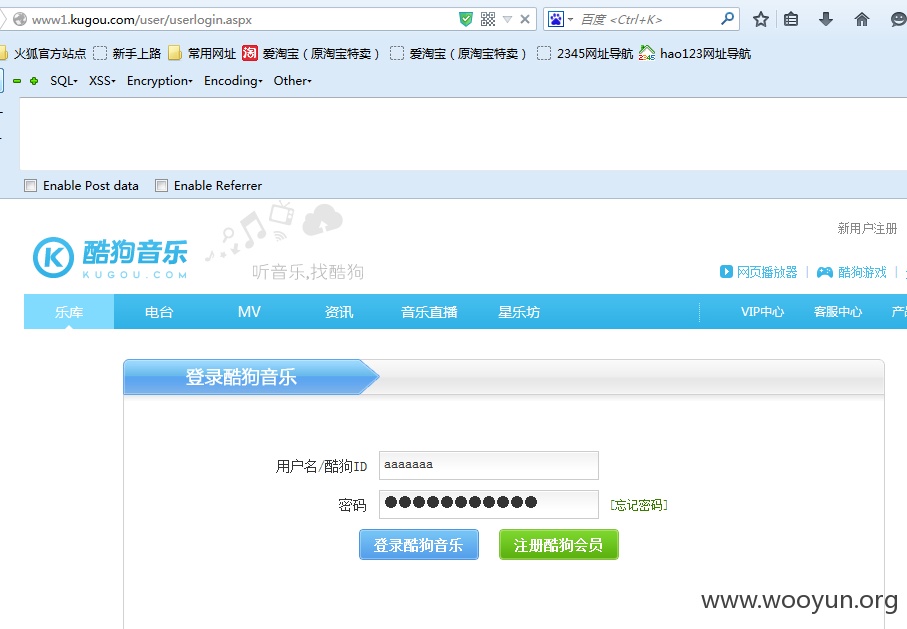 www1.kugou.com/user/userlogin.aspx
百度 <Ctrl+K>
火狐官方站点 新手上路 常用网址 淘 爱淘宝（原淘宝特卖） 爱淘宝（原淘宝特卖） 2345网址导航 2345 hao123网址导航
SQL XSS Encryption Encoding Other
Enable Post data Enable Referrer
新用户注册
K 酷狗音乐
KUGOU.COM
听音乐,找酷狗
网页播放器 | 酷狗游戏 |
乐库 电台 MV 资讯 音乐直播 星乐坊 VIP中心 客服中心
登录酷狗音乐
用户名/酷狗ID aaaaaaa
密码 ●●●●●●●●●●● [忘记密码]
登录酷狗音乐 注册酷狗会员
www.wooyun.org